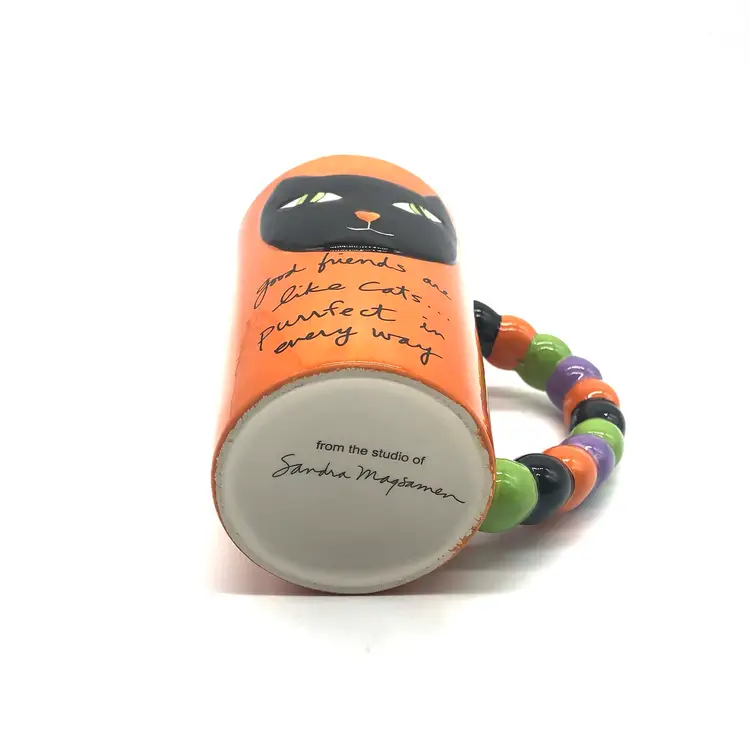 good friends are
like cats...
purrfect in
every way
from the studio of
Sandra Magsamen